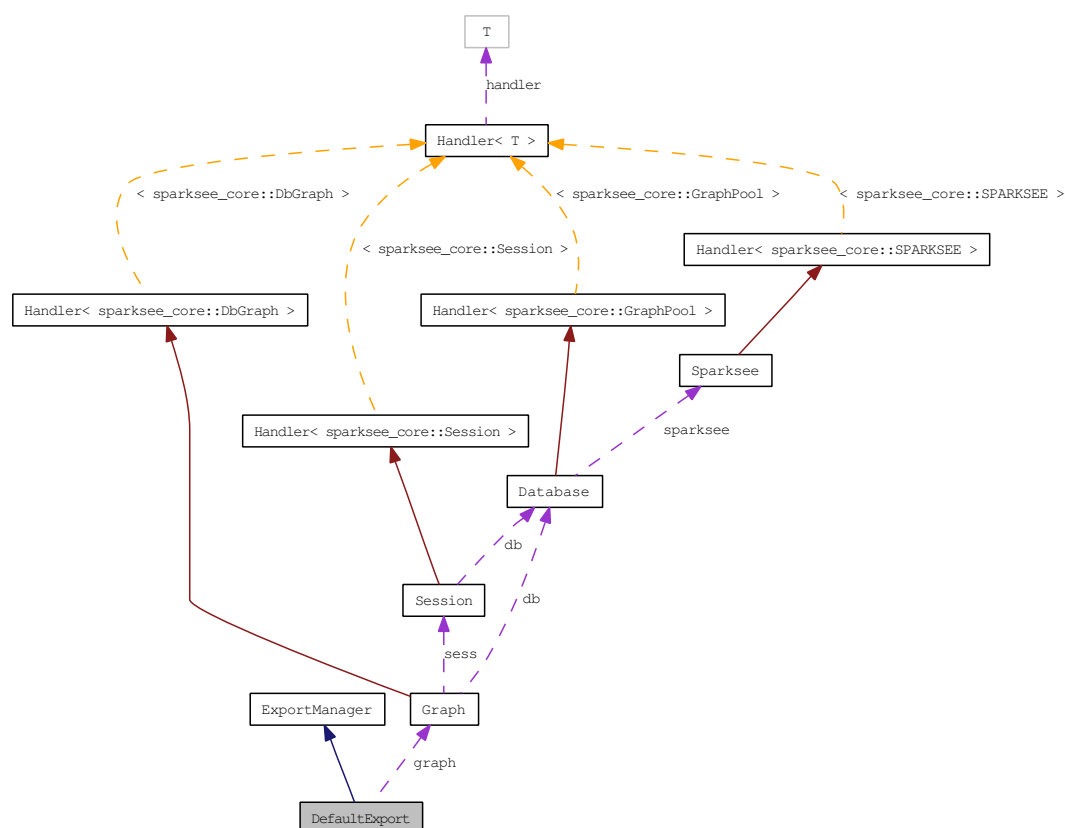 T
handler
Handler< T >
< sparksee_core::DbGraph >
< sparksee_core::GraphPool >
< sparksee_core::SPARKSEE >
< sparksee_core::Session >
Handler< sparksee_core::SPARKSEE >
Handler< sparksee_core::DbGraph >
Handler< sparksee_core::GraphPool >
Sparksee
sparksee
Handler< sparksee_core::Session >
Database
db
Session
db
sess
ExportManager
Graph
graph
DefaultExport